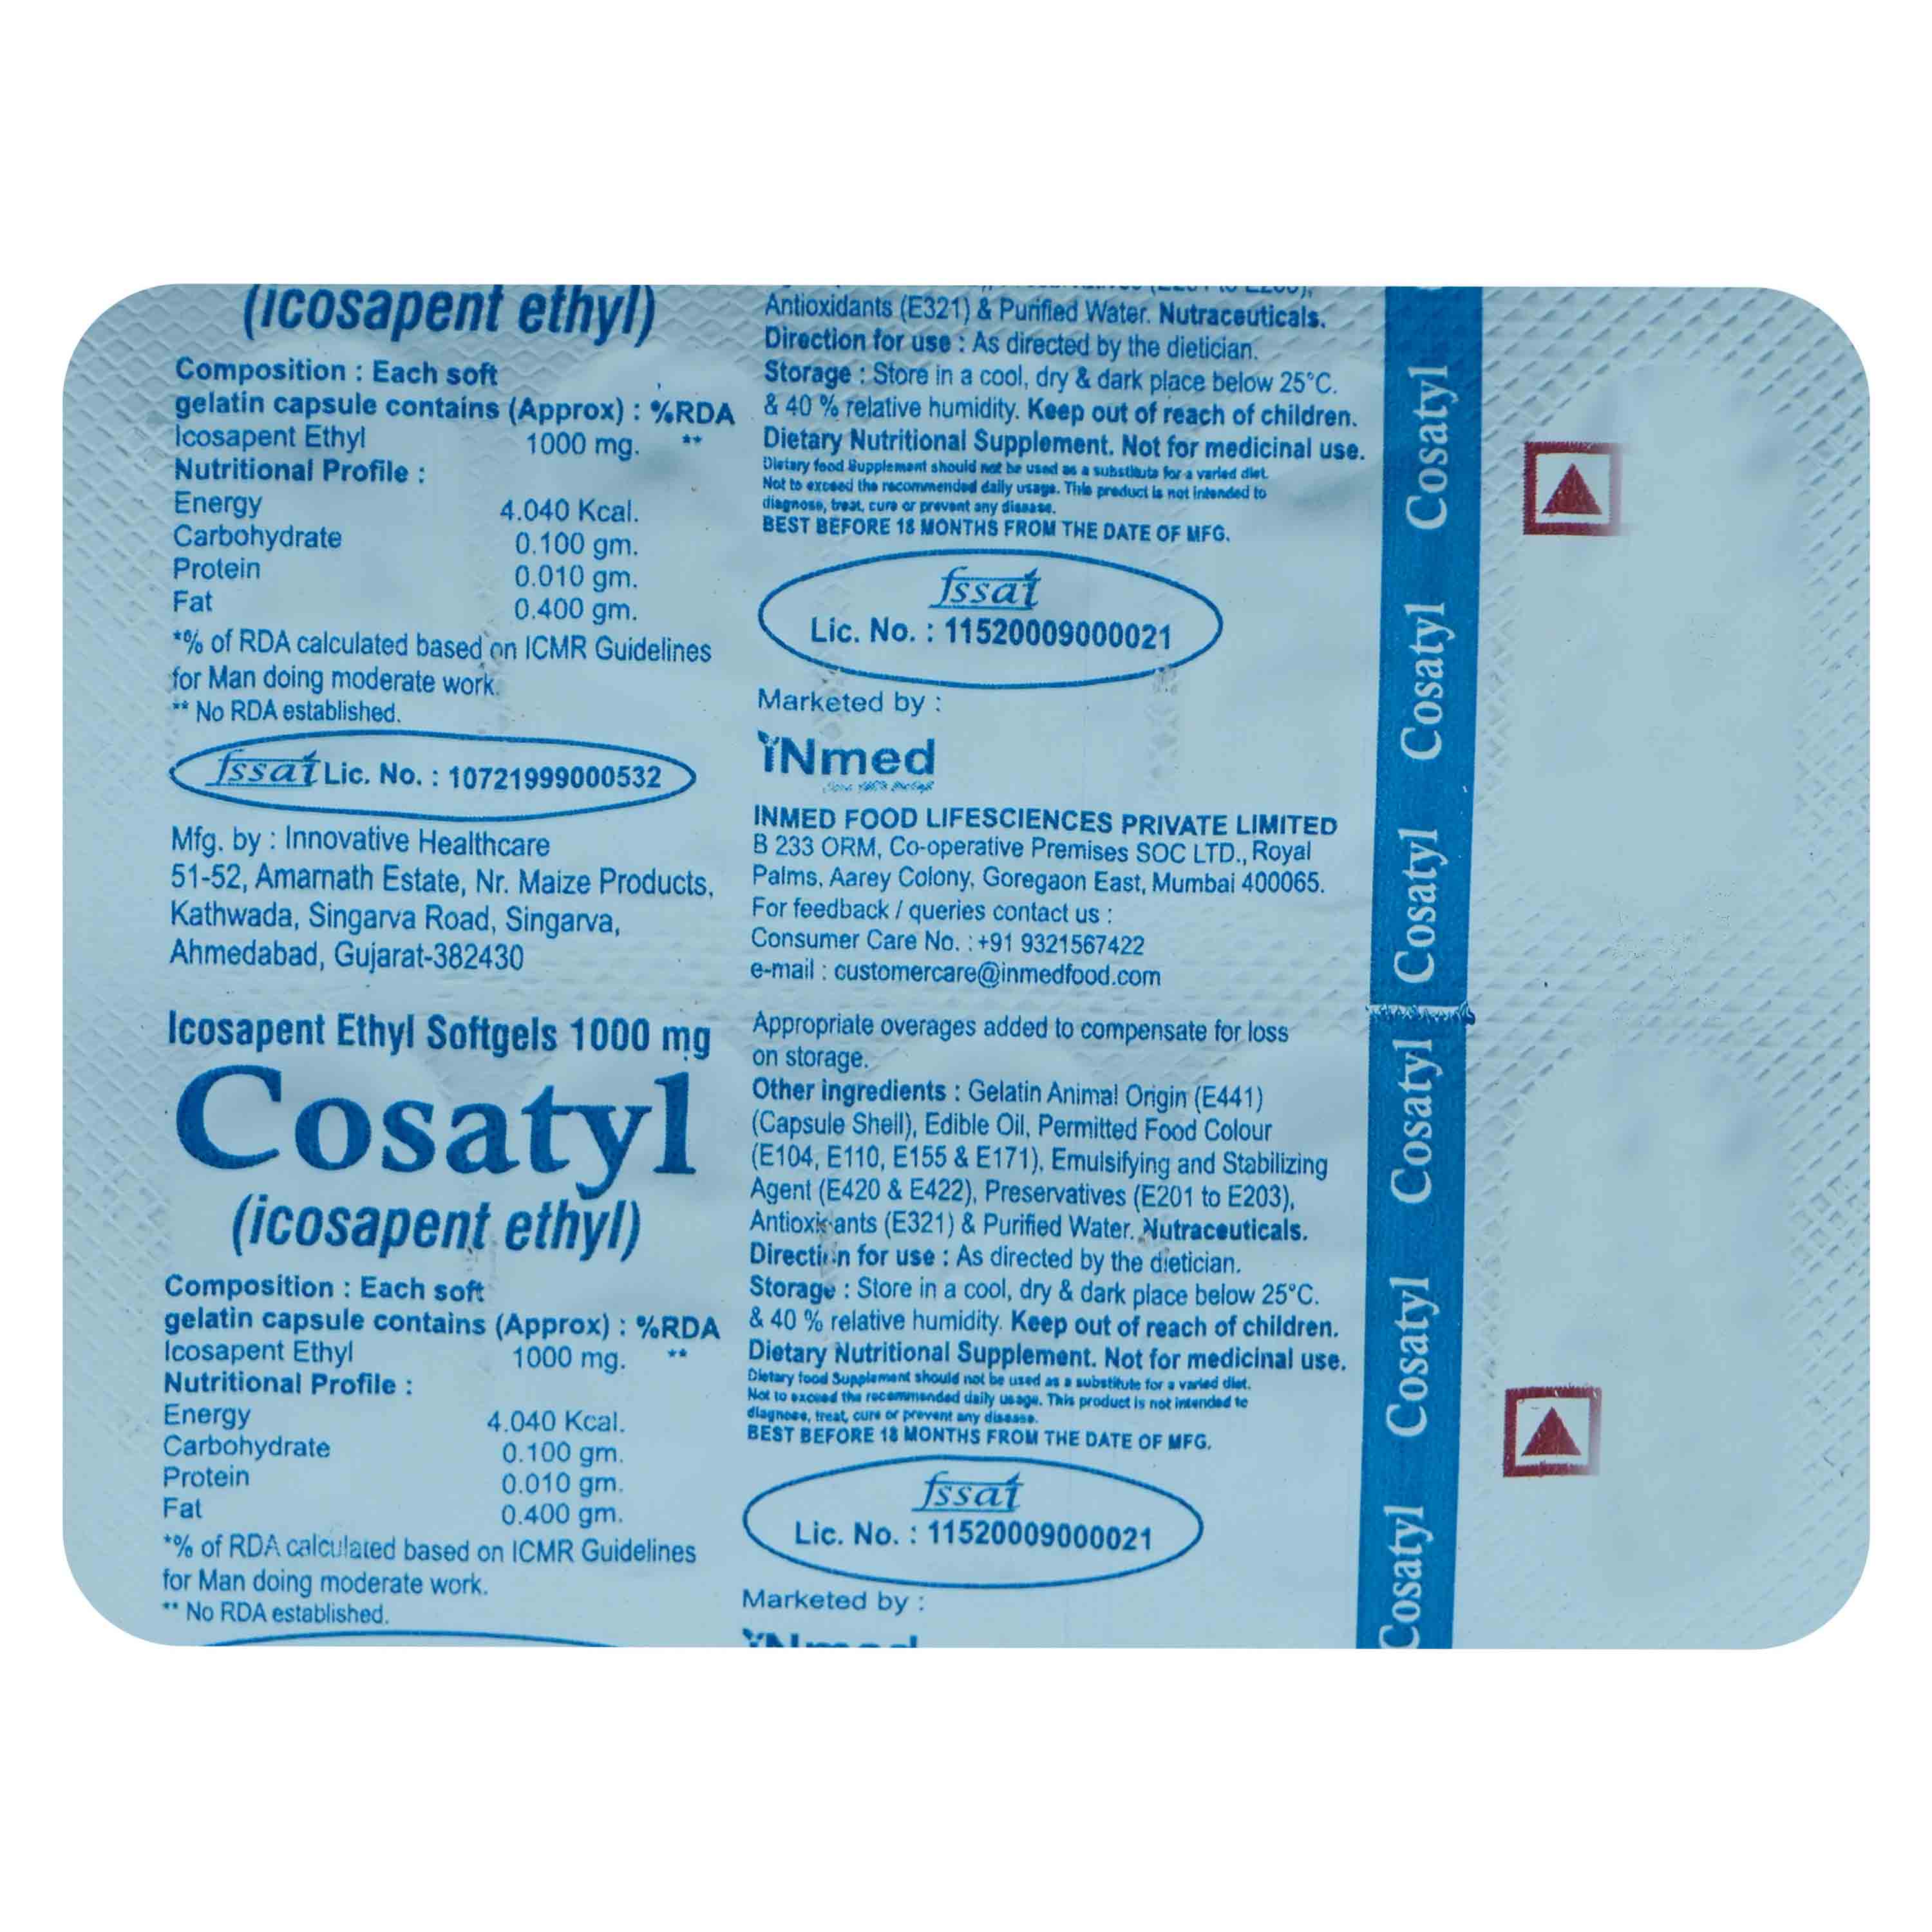 (icosapent ethyl)
Composition : Each soft
gelatin capsule contains (Approx) : %RDA
Icosapent Ethyl 1000 mg. **
Nutritional Profile :
Energy 4.040 Kcal.
Carbohydrate 0.100 gm.
Protein 0.010 gm.
Fat 0.400 gm.
*% of RDA calculated based on ICMR Guidelines
for Man doing moderate work.
** No RDA established.
fssai Lic. No. : 10721999000532
Mfg. by : Innovative Healthcare
51-52, Amarnath Estate, Nr. Maize Products,
Kathwada, Singarva Road, Singarva,
Ahmedabad, Gujarat-382430
Icosapent Ethyl Softgels 1000 mg
Cosatyl
(icosapent ethyl)
Composition : Each soft
gelatin capsule contains (Approx) : %RDA
Icosapent Ethyl 1000 mg. **
Nutritional Profile :
Energy 4.040 Kcal.
Carbohydrate 0.100 gm.
Protein 0.010 gm.
Fat 0.400 gm.
*% of RDA calculated based on ICMR Guidelines
for Man doing moderate work.
** No RDA established.
Antioxidants (E321) & Purified Water. Nutraceuticals.
Direction for use : As directed by the dietician.
Storage : Store in a cool, dry & dark place below 25°C.
& 40 % relative humidity. Keep out of reach of children.
Dietary Nutritional Supplement. Not for medicinal use.
Dietary food Supplement should not be used as a substitute for a varied diet.
Not to exceed the recommended daily usage. This product is not intended to
diagnose, treat, cure or prevent any disease.
BEST BEFORE 18 MONTHS FROM THE DATE OF MFG.
fssai
Lic. No. : 11520009000021
Marketed by :
iNmed
INMED FOOD LIFESCIENCES PRIVATE LIMITED
B 233 ORM, Co-operative Premises SOC LTD., Royal
Palms, Aarey Colony, Goregaon East, Mumbai 400065.
For feedback / queries contact us :
Consumer Care No. : +91 9321567422
e-mail : customercare@inmedfood.com
Appropriate overages added to compensate for loss
on storage.
Other ingredients : Gelatin Animal Origin (E441)
(Capsule Shell), Edible Oil, Permitted Food Colour
(E104, E110, E155 & E171), Emulsifying and Stabilizing
Agent (E420 & E422), Preservatives (E201 to E203),
Antioxidants (E321) & Purified Water. Nutraceuticals.
Direction for use : As directed by the dietician.
Storage : Store in a cool, dry & dark place below 25°C.
& 40 % relative humidity. Keep out of reach of children.
Dietary Nutritional Supplement. Not for medicinal use.
Dietary food Supplement should not be used as a substitute for a varied diet.
Not to exceed the recommended daily usage. This product is not intended to
diagnose, treat, cure or prevent any disease.
BEST BEFORE 18 MONTHS FROM THE DATE OF MFG.
fssai
Lic. No. : 11520009000021
Marketed by :
iNmed
Cosatyl
Cosatyl
Cosatyl
Cosatyl
Cosatyl
Cosatyl